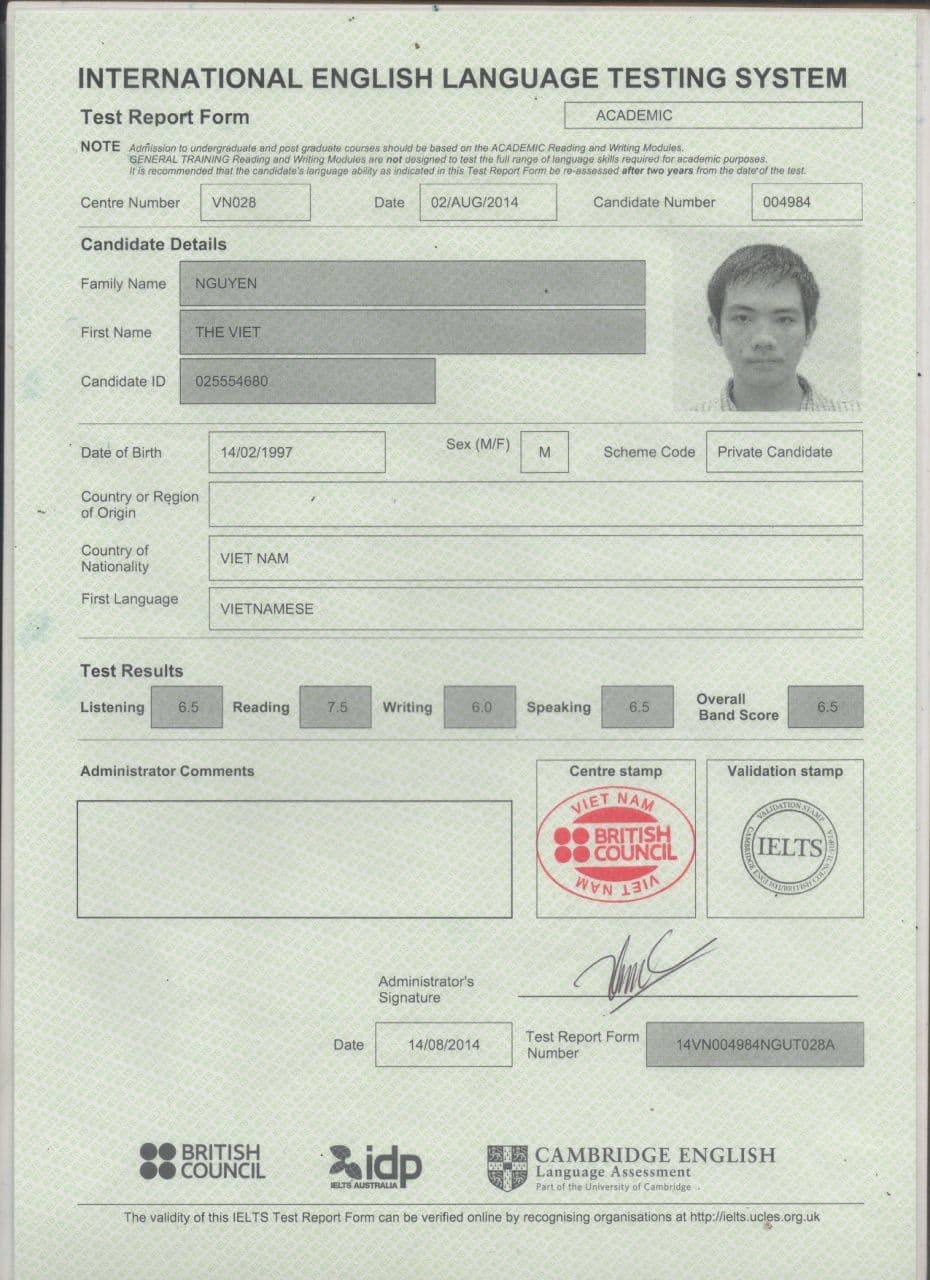 INTERNATIONAL ENGLISH LANGUAGE TESTING SYSTEM
Test Report Form
ACADEMIC
NOTE Admission to undergraduate and post graduate courses should be based on the ACADEMIC Reading and Writing Modules.
GENERAL TRAINING Reading and Writing Modules are not designed to test the full range of language skills required for academic purposes.
It is recommended that the candidate's language ability as indicated in this Test Report Form be re-assessed after two years from the date of the test.
Centre Number VN028 Date 02/AUG/2014 Candidate Number 004984
Candidate Details
Family Name NGUYEN
First Name THE VIET
Candidate ID 025554680
Date of Birth 14/02/1997 Sex (M/F) M Scheme Code Private Candidate
Country or Region
of Origin
Country of
Nationality
VIET NAM
First Language VIETNAMESE
Test Results
Listening 6.5 Reading 7.5 Writing 6.0 Speaking 6.5 Overall
Band Score 6.5
Administrator Comments
Centre stamp
VIET NAM
BRITISH
COUNCIL
VIET NAM
Validation stamp
VALIDATION STAMP
IELTS
Administrator's
Signature
Date 14/08/2014
Test Report Form
Number
14VN004984NGUT028A
BRITISH
COUNCIL
idp
IELTS AUSTRALIA
CAMBRIDGE ENGLISH
Language Assessment
Part of the University of Cambridge
The validity of this IELTS Test Report Form can be verified online by recognising organisations at http://ielts.ucles.org.uk